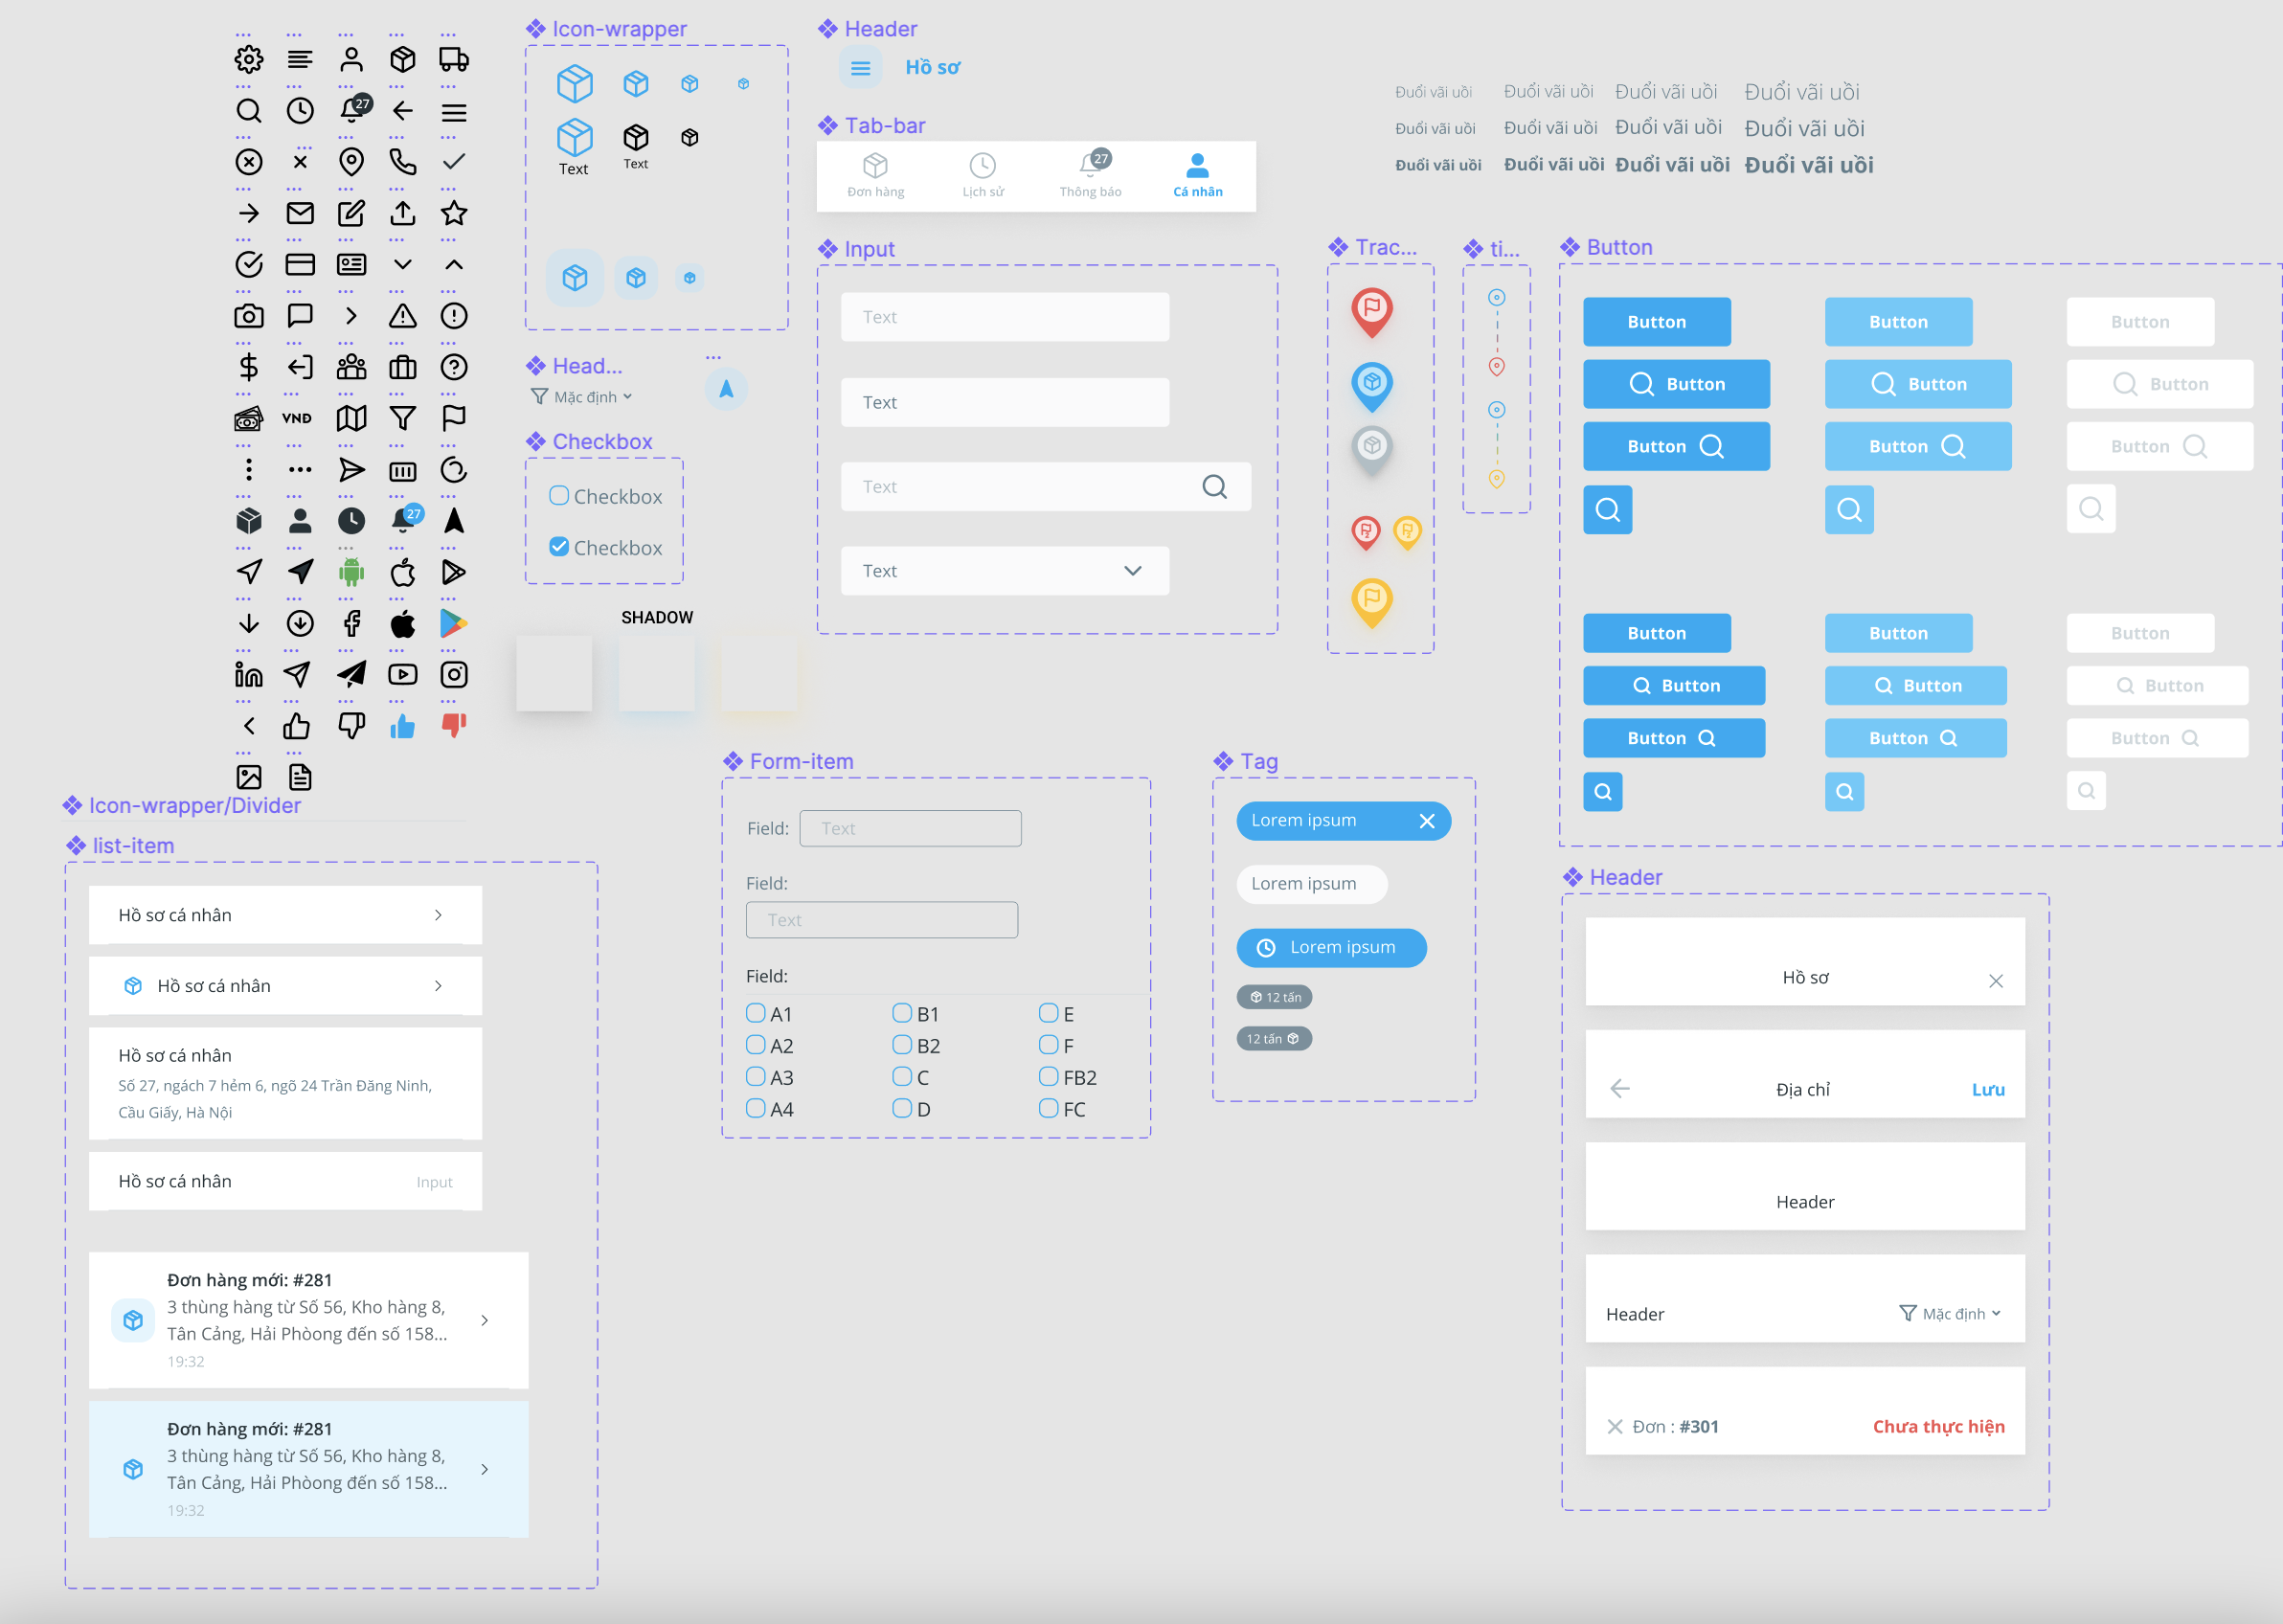 Icon-wrapper
Text
Text
Header
Hồ sơ
Tab-bar
Đơn hàng
Lịch sử
27
Thông báo
Cá nhân
Đuổi vãi uồi Đuổi vãi uồi Đuổi vãi uồi Đuổi vãi uồi
Đuổi vãi uồi Đuổi vãi uồi Đuổi vãi uồi Đuổi vãi uồi
Đuổi vãi uồi Đuổi vãi uồi Đuổi vãi uồi Đuổi vãi uồi
27
VNĐ
27
Head...
Mặc định
Checkbox
Checkbox
Checkbox
SHADOW
Input
Text
Text
Text
Text
Trac...
2
2
ti...
Button
Button Button Button
Button Button Button
Button Button Button
Button Button Button
Button Button Button
Button Button Button
Icon-wrapper/Divider
list-item
Hồ sơ cá nhân
Hồ sơ cá nhân
Hồ sơ cá nhân
Số 27, ngách 7 hẻm 6, ngõ 24 Trần Đăng Ninh,
Cầu Giấy, Hà Nội
Hồ sơ cá nhân Input
Đơn hàng mới: #281
3 thùng hàng từ Số 56, Kho hàng 8,
Tân Cảng, Hải Phòong đến số 158...
19:32
Đơn hàng mới: #281
3 thùng hàng từ Số 56, Kho hàng 8,
Tân Cảng, Hải Phòong đến số 158...
19:32
Form-item
Field: Text
Field:
Text
Field:
A1 B1 E
A2 B2 F
A3 C FB2
A4 D FC
Tag
Lorem ipsum
Lorem ipsum
Lorem ipsum
12 tấn
12 tấn
Header
Hồ sơ
Địa chỉ Lưu
Header
Header Mặc định
Đơn : #301 Chưa thực hiện